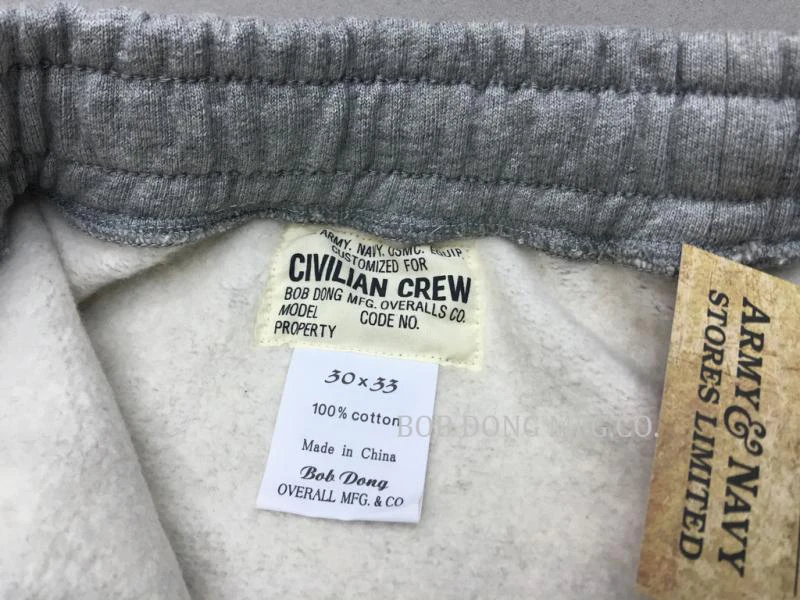 ARMY. NAVY. USMC. EQUIP.
CUSTOMIZED FOR
CIVILIAN CREW
BOB DONG MFG. OVERALLS CO.
MODEL CODE NO.
PROPERTY
30 x 33
100% cotton
Made in China
Bob Dong
OVERALL MFG. & CO
BOB DONG MAG CO.
ARMY & NAVY
STORES LIMITED